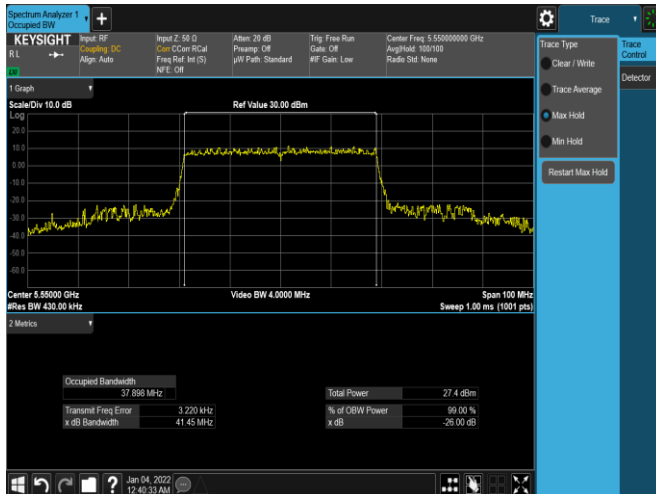 Spectrum Analyzer 1
Occupied BW
+
Trace
KEYSIGHT
Input: RF
Input Z: 50 Ω
Atten: 20 dB
Trig: Free Run
Center Freq: 5.550000000 GHz
R L
Coupling: DC
Corr CCorr RCal
Preamp: Off
Gate: Off
Avg|Hold: 100/100
Align: Auto
Freq Ref: Int (S)
µW Path: Standard
#IF Gain: Low
Radio Std: None
NFE: Off
Trace Type
Clear / Write
Trace Average
Max Hold
Min Hold
Restart Max Hold
Trace
Control
Detector
1 Graph
Scale/Div 10.0 dB
Ref Value 30.00 dBm
Log
20.0
10.0
0.00
-10.0
-20.0
-30.0
-40.0
-50.0
-60.0
Center 5.55000 GHz
Video BW 4.0000 MHz
Span 100 MHz
#Res BW 430.00 kHz
Sweep 1.00 ms (1001 pts)
2 Metrics
Occupied Bandwidth
37.898 MHz
Total Power
27.4 dBm
Transmit Freq Error
3.220 kHz
% of OBW Power
99.00 %
x dB Bandwidth
41.45 MHz
x dB
-26.00 dB
?
Jan 04, 2022
12:40:33 AM